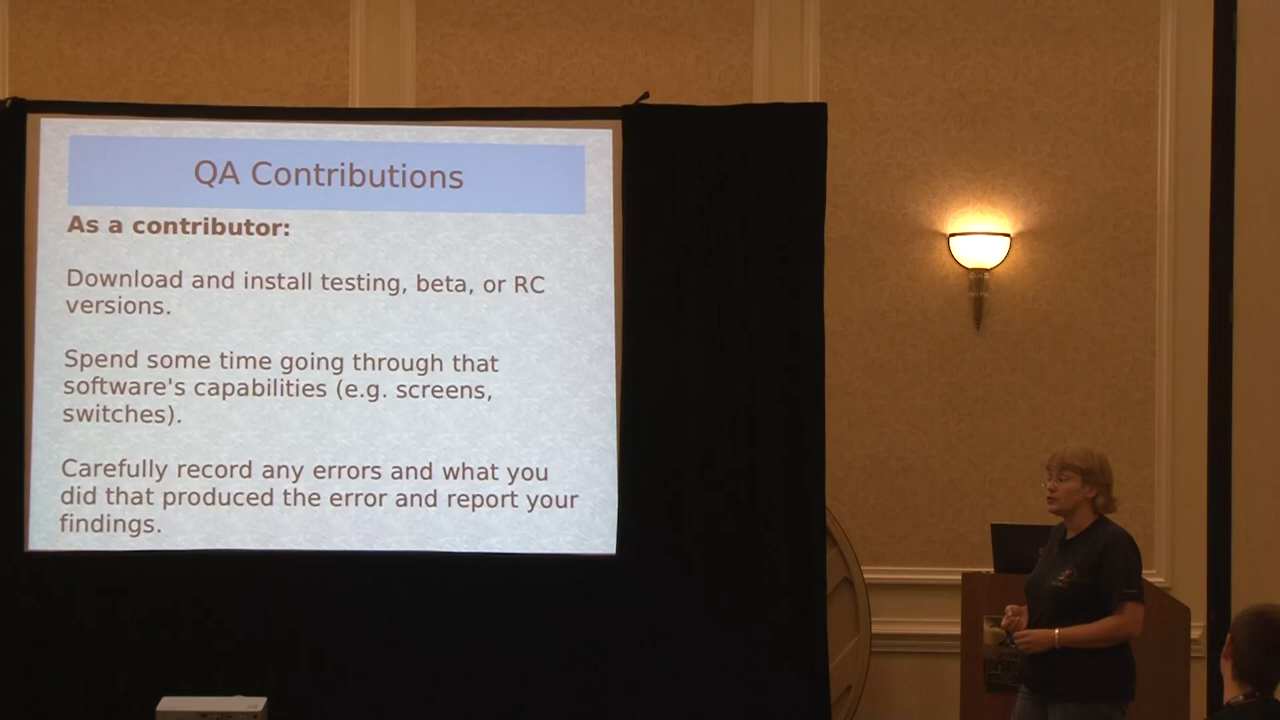 QA Contributions
As a contributor:
Download and install testing, beta, or RC
versions.
Spend some time going through that
software's capabilities (e.g. screens,
switches).
Carefully record any errors and what you
did that produced the error and report your
findings.